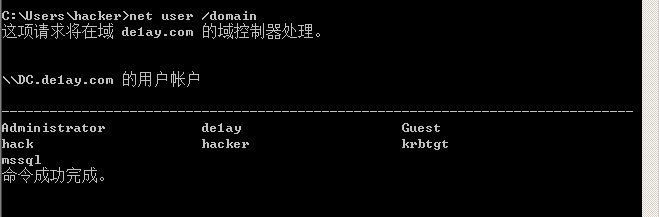 C:\Users\hacker>net user /domain
这项请求将在域 de1ay.com 的域控制器处理。
\\DC.de1ay.com 的用户帐户
-------------------------------------------------------------------------------
Administrator de1ay Guest
hack hacker krbtgt
mssql
命令成功完成。